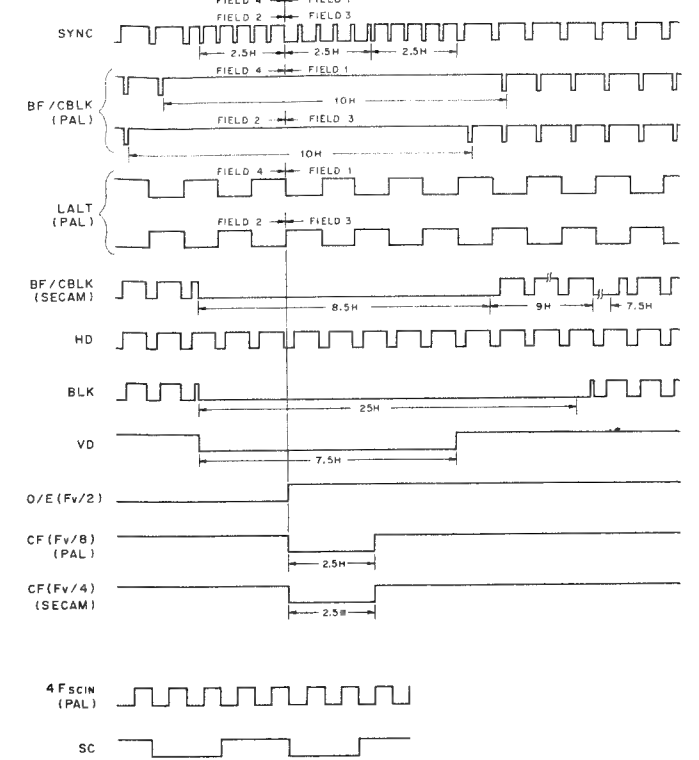 FIELD 4 FIELD 1
FIELD 2 FIELD 3
SYNC
2.5H 2.5H 2.5H
FIELD 4 FIELD 1
10H
BF/CBLK
(PAL)
FIELD 2 FIELD 3
10H
FIELD 4 FIELD 1
LALT
(PAL)
FIELD 2 FIELD 3
BF/CBLK
(SECAM)
8.5H 9H 7.5H
HD
BLK
25H
VD
7.5H
O/E(Fv/2)
CF(Fv/8)
(PAL)
2.5H
CF(Fv/4)
(SECAM)
2.5H
4FSCIN
(PAL)
SC